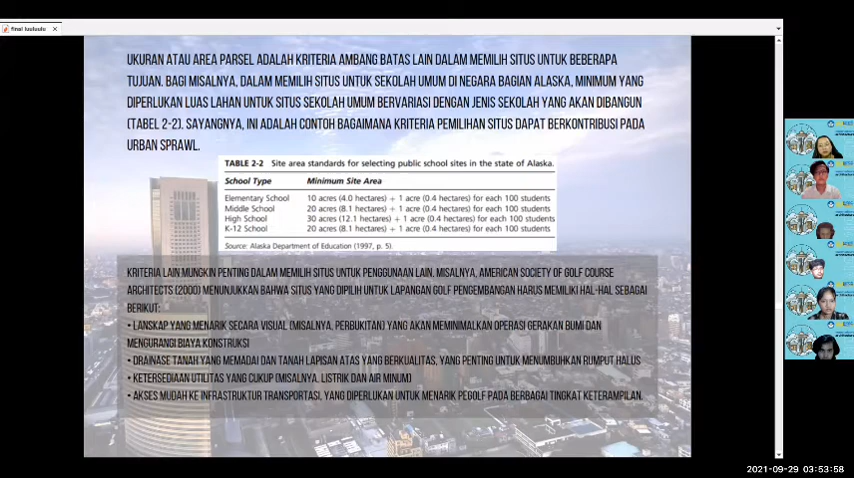 final luulsolu
UKURAN ATAU AREA PARSEL ADALAH KRITERIA AMBANG BATAS LAIN DALAM MEMILIH SITUS UNTUK BEBERAPA
TUJUAN. BAGI MISALNYA, DALAM MEMILIH SITUS UNTUK SEKOLAH UMUM DI NEGARA BAGIAN ALASKA, MINIMUM YANG
DIPERLUKAN LUAS LAHAN UNTUK SITUS SEKOLAH UMUM BERVARIASI DENGAN JENIS SEKOLAH YANG AKAN DIBANGUN
(TABEL 2-2). SAYANGNYA, INI ADALAH CONTOH BAGAIMANA KRITERIA PEMILIHAN SITUS DAPAT BERKONTRIBUSI PADA
URBAN SPRAWL.
TABLE 2-2 Site area standards for selecting public school sites in the state of Alaska.
School Type Minimum Site Area
Elementary School 10 acres (4.0 hectares) + 1 acre (0.4 hectares) for each 100 students
Middle School 20 acres (8.1 hectares) + 1 acre (0.4 hectares) for each 100 students
High School 30 acres (12.1 hectares) + 1 acre (0.4 hectares) for each 100 students
K-12 School 20 acres (8.1 hectares) + 1 acre (0.4 hectares) for each 100 students
Source: Alaska Department of Education (1997, p. 5).
KRITERIA LAIN MUNGKIN PENTING DALAM MEMILIH SITUS UNTUK PENGGUNAAN LAIN. MISALNYA, AMERICAN SOCIETY OF GOLF COURSE
ARCHITECTS (2000) MENUNJUKKAN BAHWA SITUS YANG DIPILIH UNTUK LAPANGAN GOLF PENGEMBANGAN HARUS MEMILIKI HAL-HAL SEBAGAI
BERIKUT:
• LANSKAP YANG MENARIK SECARA VISUAL (MISALNYA, PERBUKITAN) YANG AKAN MEMINIMALKAN OPERASI GERAKAN BUMI DAN
MENGURANGI BIAYA KONSTRUKSI
• DRAINASE TANAH YANG MEMADAI DAN TANAH LAPISAN ATAS YANG BERKUALITAS, YANG PENTING UNTUK MENUMBUHKAN RUMPUT HALUS
• KETERSEDIAAN UTILITAS YANG CUKUP (MISALNYA, LISTRIK DAN AIR MINUM)
• AKSES MUDAH KE INFRASTRUKTUR TRANSPORTASI, YANG DIPERLUKAN UNTUK MENARIK PEGOLF PADA BERBAGAI TINGKAT KETERAMPILAN.
2021-09-29 03:53:58